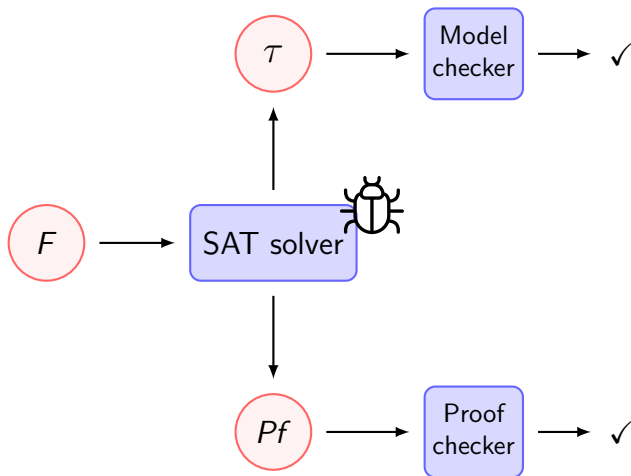 τ
Model
checker
✓
F
SAT solver
Pf
Proof
checker
✓